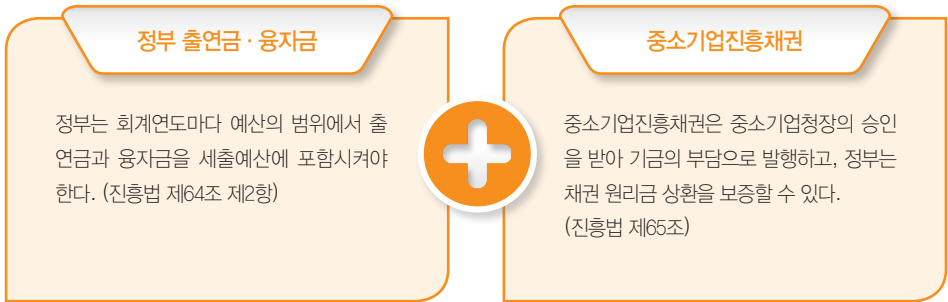 정부 출연금 · 융자금
정부는 회계연도마다 예산의 범위에서 출
연금과 융자금을 세출예산에 포함시켜야
한다. (진흥법 제64조 제2항)
중소기업진흥채권
중소기업진흥채권은 중소기업청장의 승인
을 받아 기금의 부담으로 발행하고, 정부는
채권 원리금 상환을 보증할 수 있다.
(진흥법 제65조)